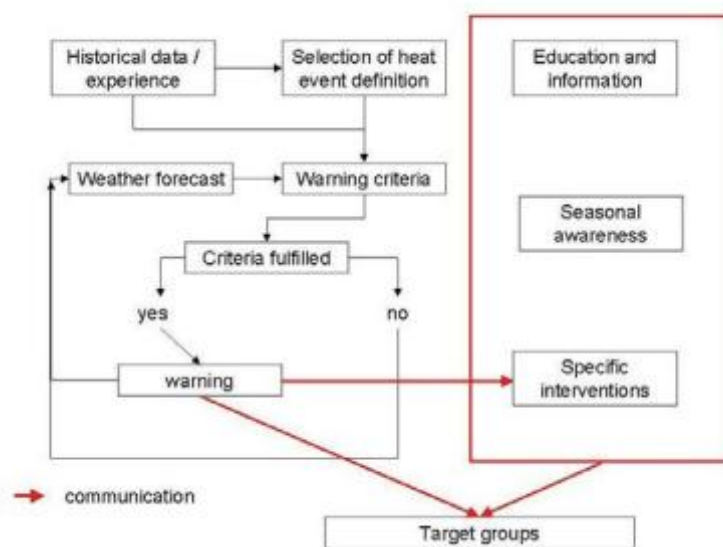 Historical data /
experience
Selection of heat
event definition
Education and
information
Weather forecast
Warning criteria
Seasonal
awareness
Criteria fulfilled
yes
no
warning
Specific
interventions
communication
Target groups